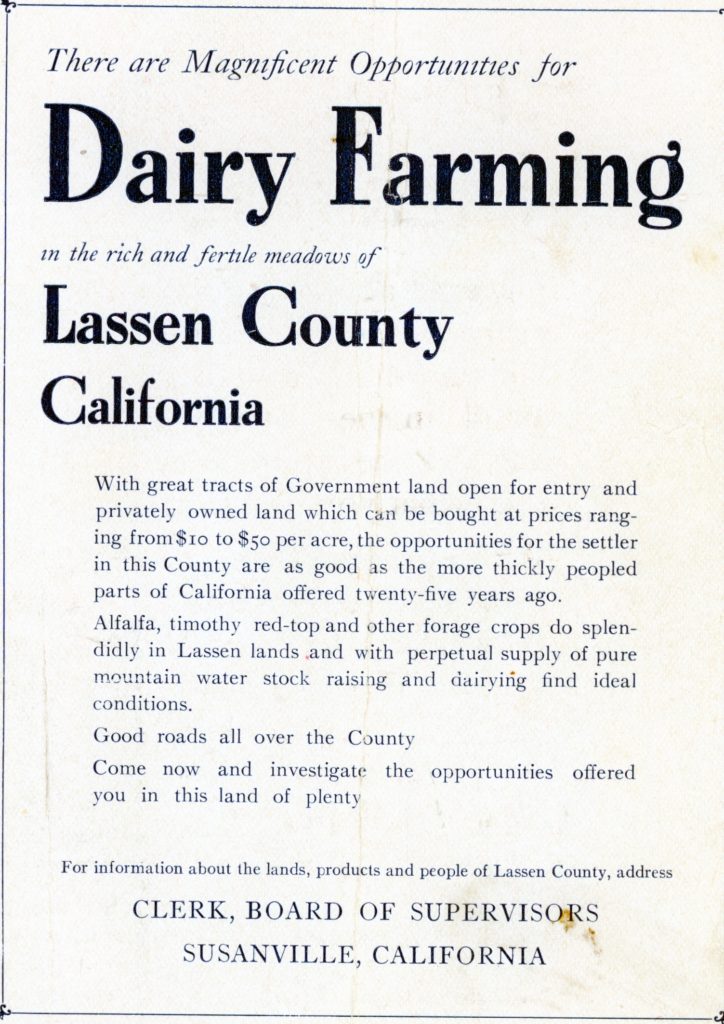 There are Magnificent Opportunities for
Dairy Farming
in the rich and fertile meadows of
Lassen County
California
With great tracts of Government land open for entry and
privately owned land which can be bought at prices rang-
ing from $10 to $50 per acre, the opportunities for the settler
in this County are as good as the more thickly peopled
parts of California offered twenty-five years ago.
Alfalfa, timothy red-top and other forage crops do splen-
didly in Lassen lands and with perpetual supply of pure
mountain water stock raising and dairying find ideal
conditions.
Good roads all over the County
Come now and investigate the opportunities offered
you in this land of plenty
For information about the lands, products and people of Lassen County, address
CLERK, BOARD OF SUPERVISORS
SUSANVILLE, CALIFORNIA